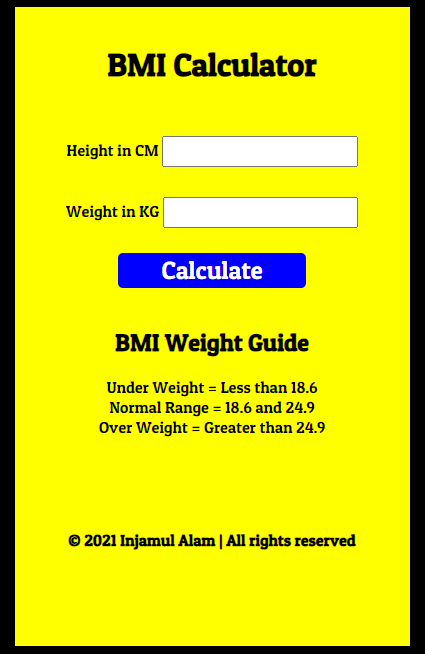 BMI Calculator
Height in CM
Weight in KG
Calculate
BMI Weight Guide
Under Weight = Less than 18.6
Normal Range = 18.6 and 24.9
Over Weight = Greater than 24.9
© 2021 Injamul Alam | All rights reserved